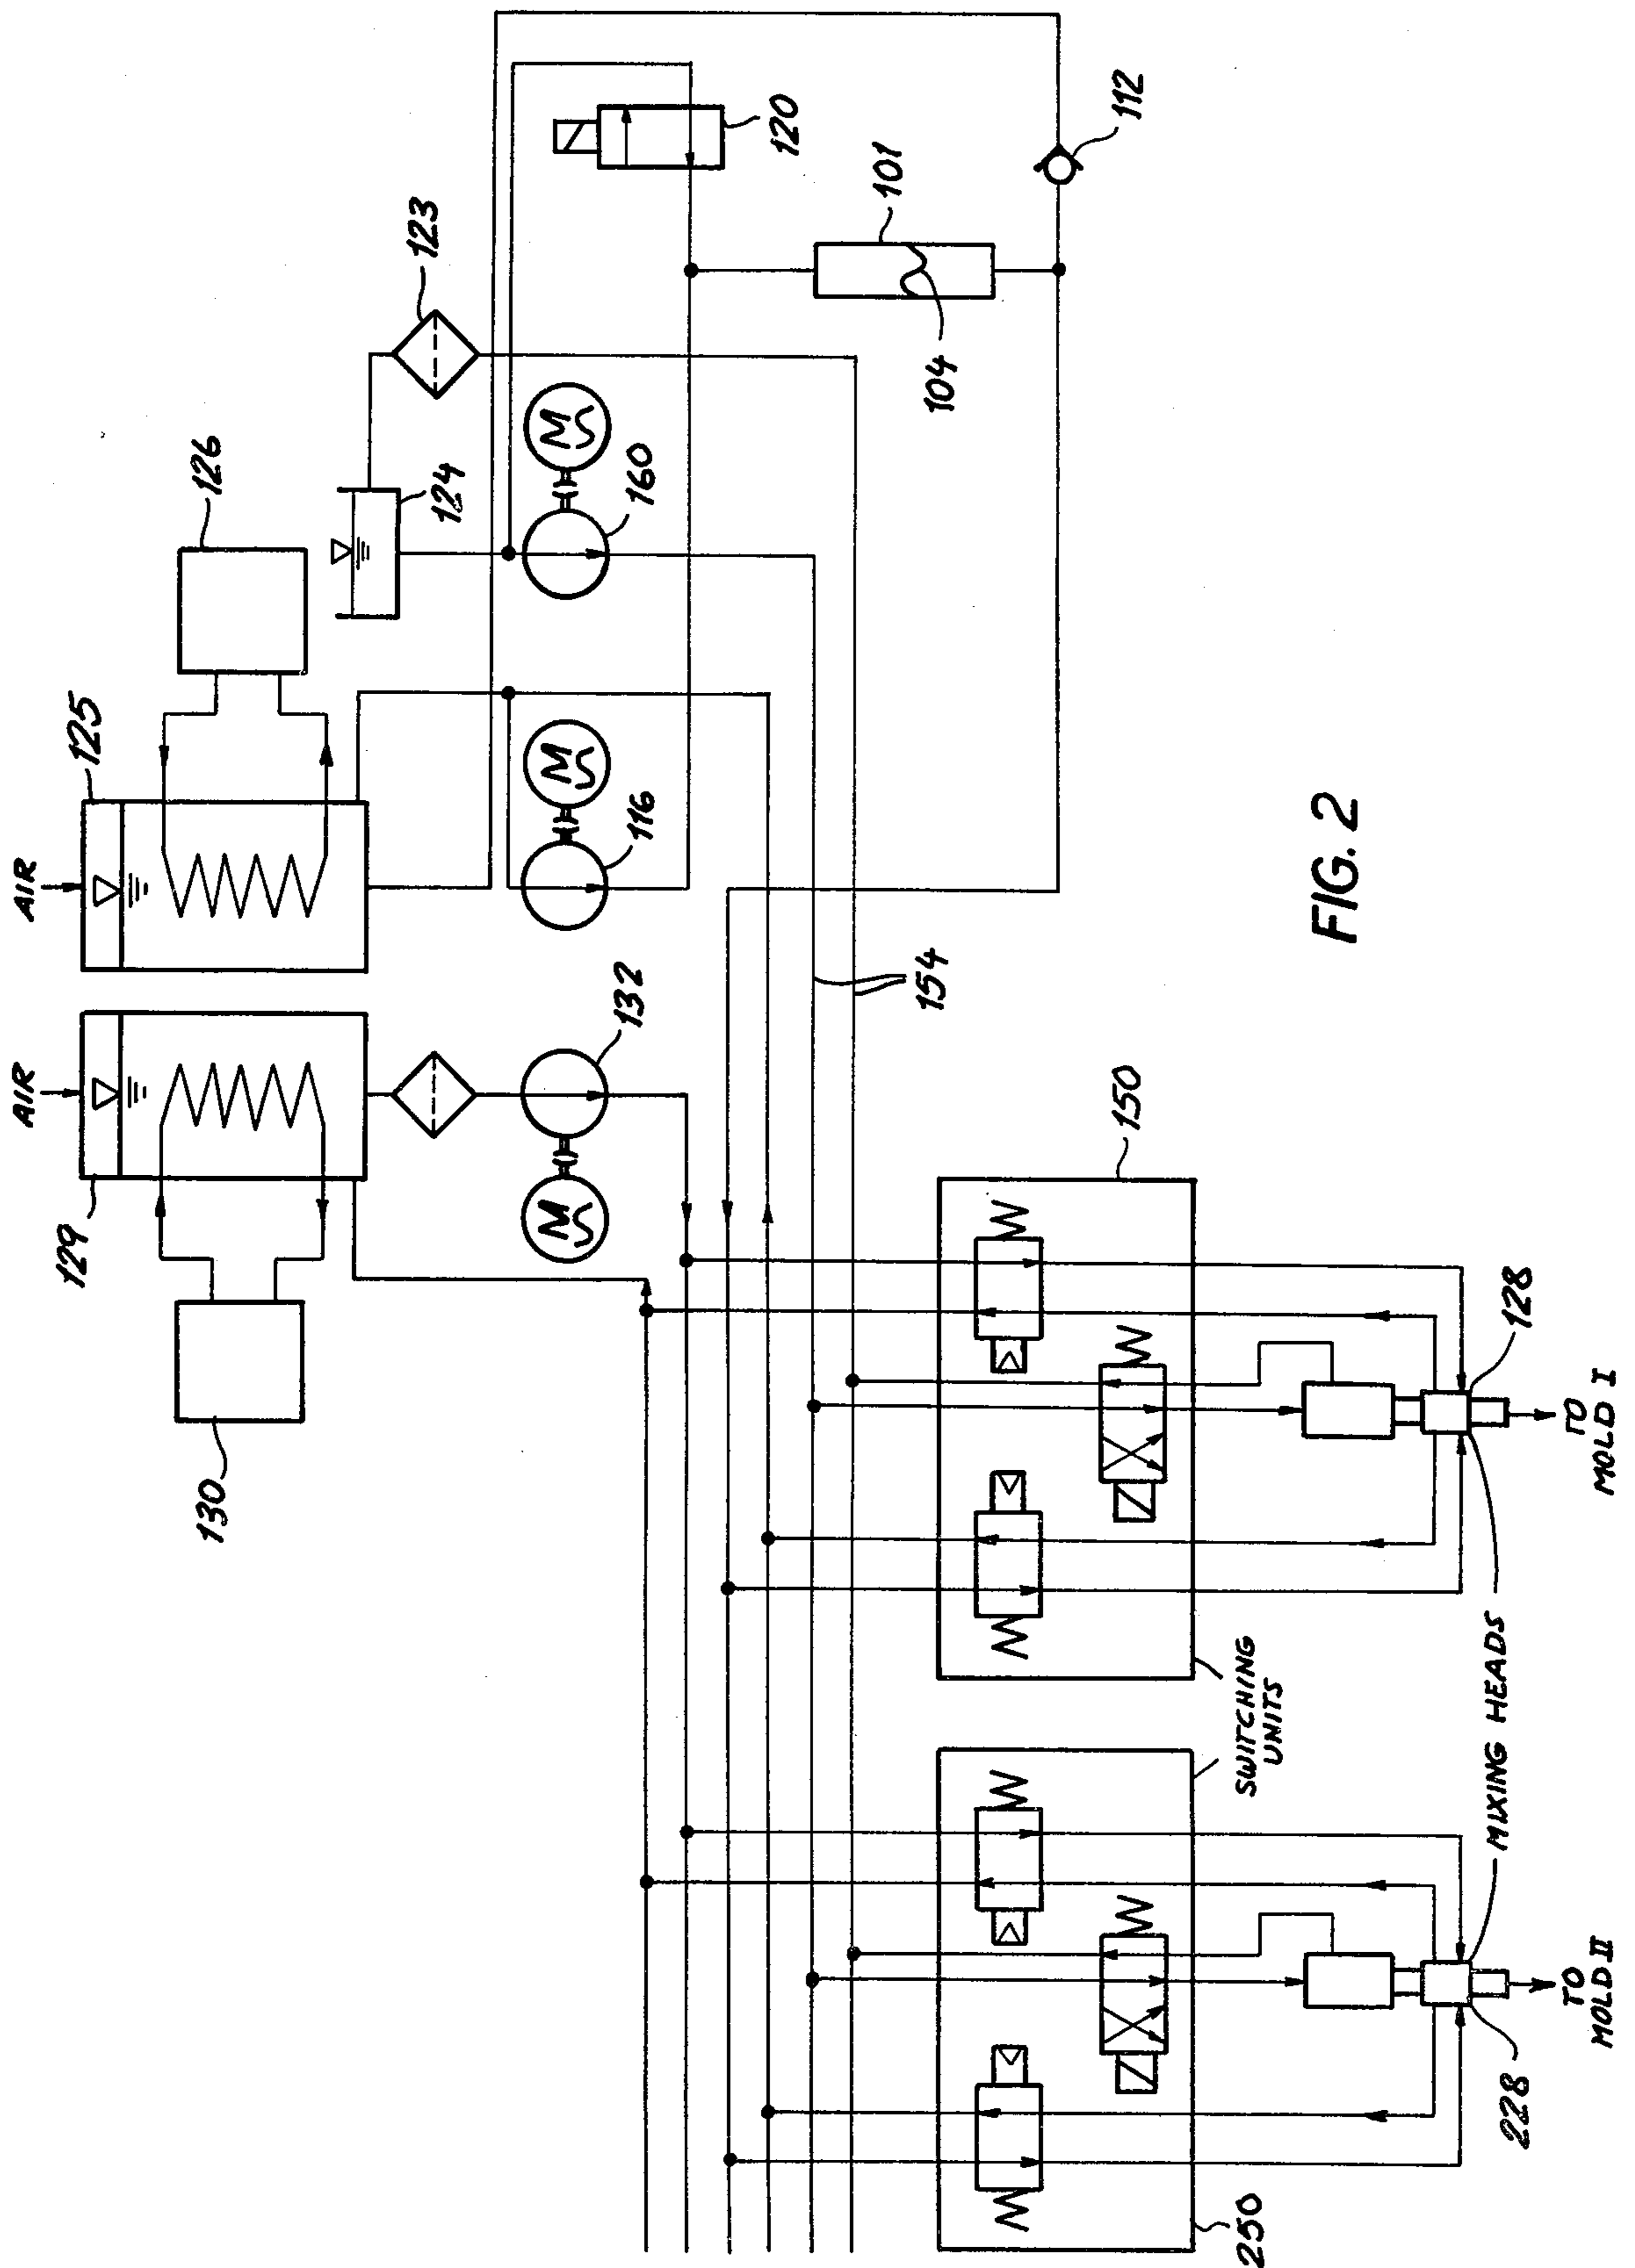 AIR
AIR
129
130
125
126
132
116
124
123
160
120
101
104
112
154
150
250
SWITCHING
UNITS
128
228
MIXING HEADS
TO
MOLD I
TO
MOLD II
M
M
M
FIG. 2